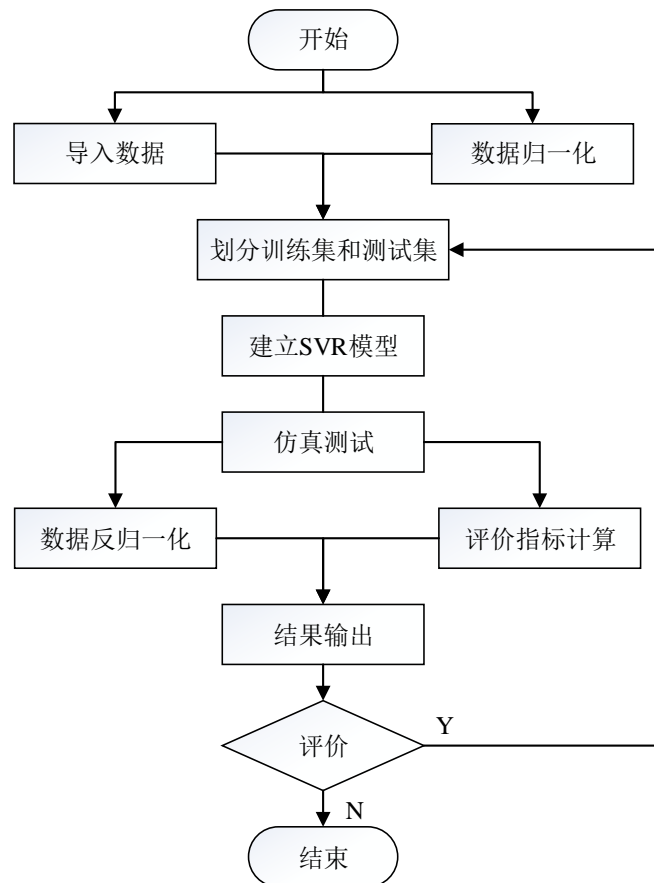 开始
导入数据
数据归一化
划分训练集和测试集
建立SVR模型
仿真测试
数据反归一化
评价指标计算
结果输出
评价
Y
N
结束